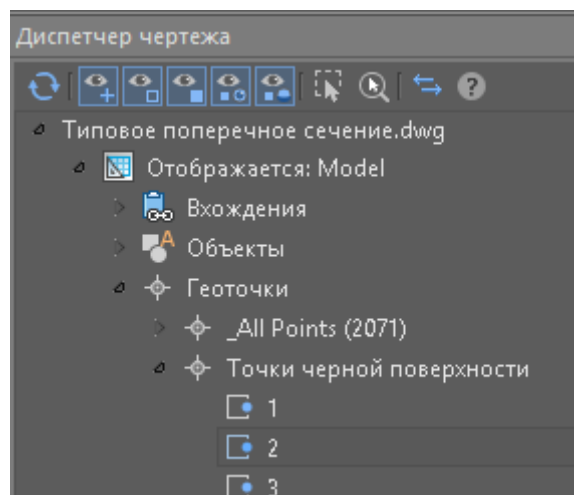 Диспетчер чертежа
Типовое поперечное сечение.dwg
Отображается: Model
Вхождения
Объекты
Геоточки
_All Points (2071)
Точки черной поверхности
1
2
3